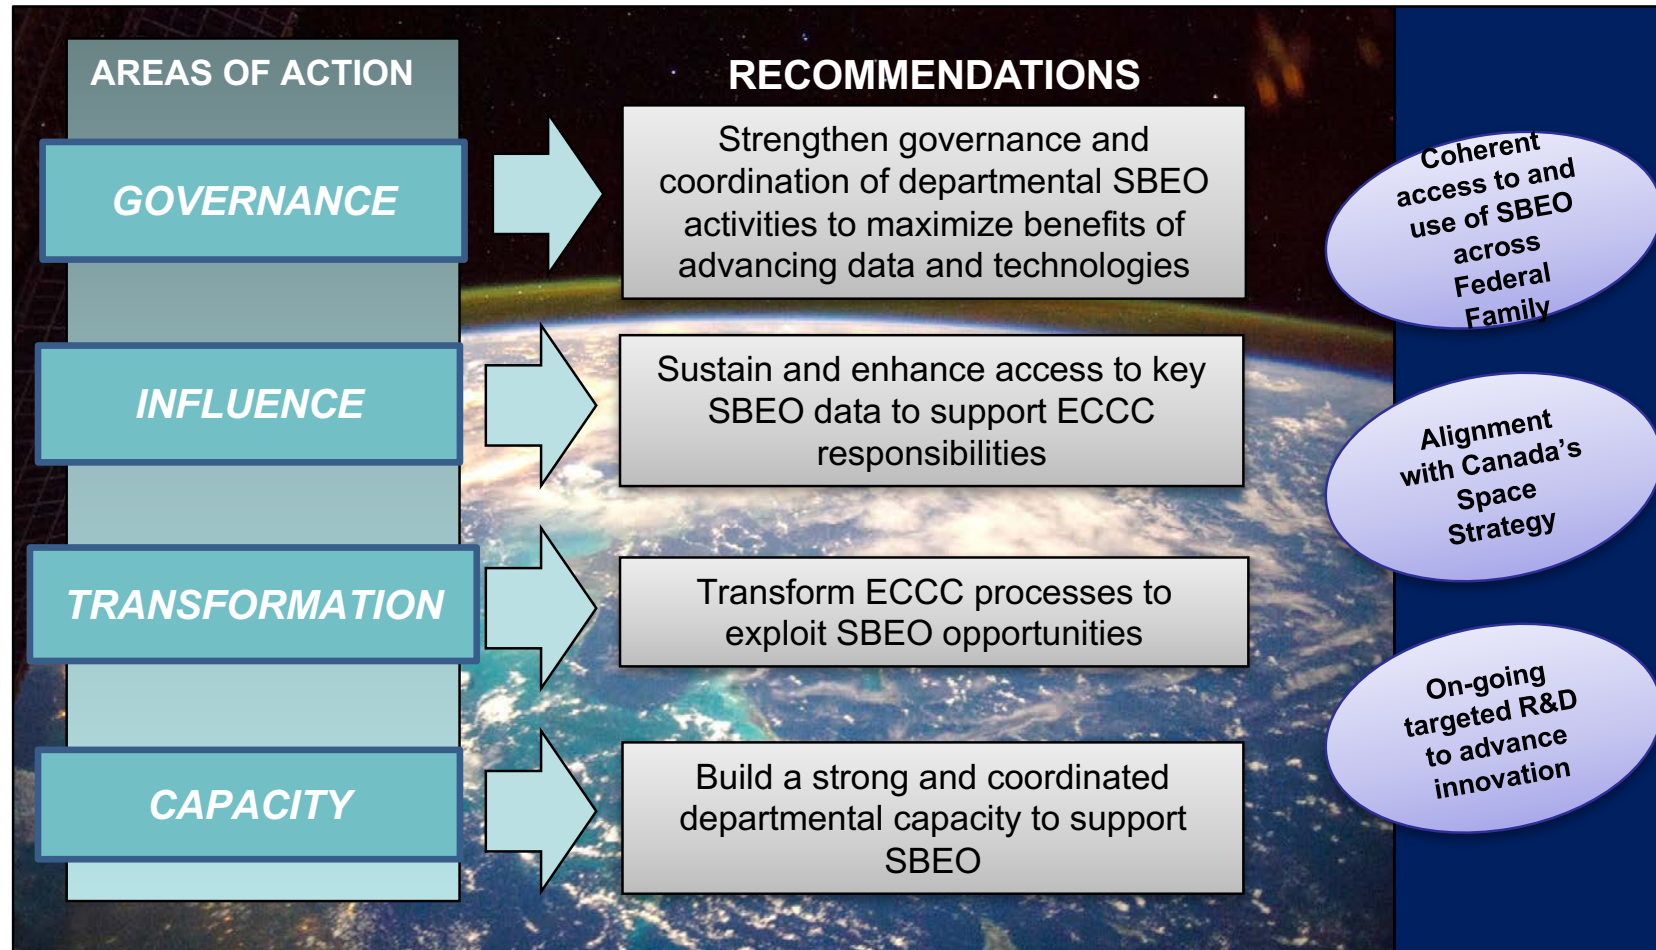 AREAS OF ACTION
RECOMMENDATIONS
GOVERNANCE
Strengthen governance and
coordination of departmental SBEO
activities to maximize benefits of
advancing data and technologies
INFLUENCE
Sustain and enhance access to key
SBEO data to support ECCC
responsibilities
TRANSFORMATION
Transform ECCC processes to
exploit SBEO opportunities
CAPACITY
Build a strong and coordinated
departmental capacity to support
SBEO
Coherent
access to and
use of SBEO
across
Federal
Family
Alignment
with Canada’s
Space
Strategy
On-going
targeted R&D
to advance
innovation